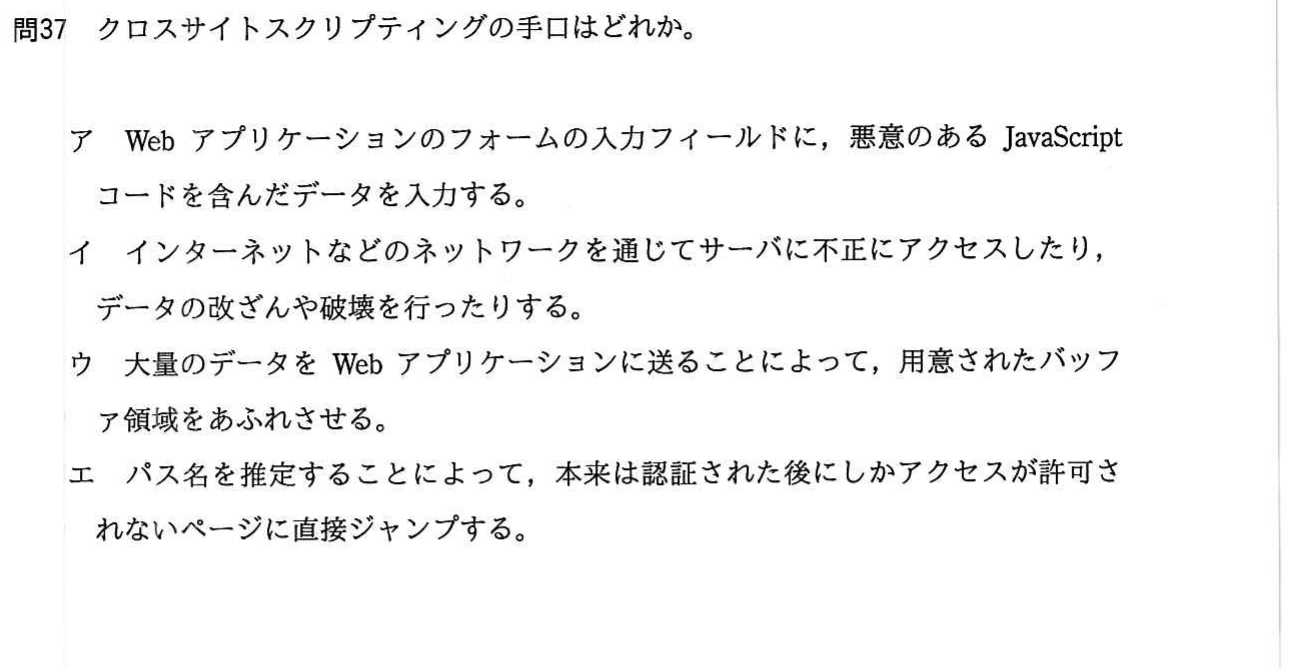 問37　クロスサイトスクリプティングの手口はどれか。
ア　Web アプリケーションのフォームの入力フィールドに，悪意のある JavaScript
コードを含んだデータを入力する。
イ　インターネットなどのネットワークを通じてサーバに不正にアクセスしたり，
データの改ざんや破壊を行ったりする。
ウ　大量のデータを Web アプリケーションに送ることによって，用意されたバッフ
ァ領域をあふれさせる。
エ　パス名を推定することによって，本来は認証された後にしかアクセスが許可さ
れないページに直接ジャンプする。